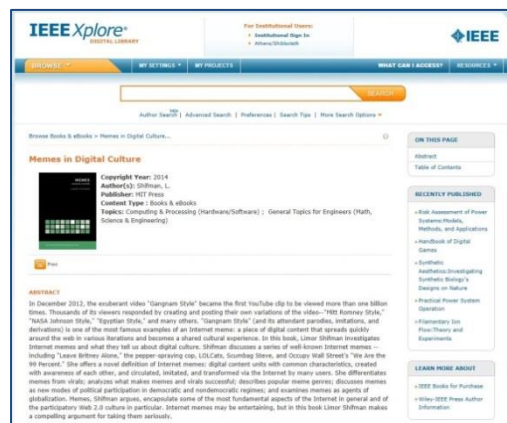 IEEE Xplore®
DIGITAL LIBRARY
For Institutional Users:
Institutional Sign In
Athens/Shibboleth
IEEE
BROWSE
MY SETTINGS
MY PROJECTS
WHAT CAN I ACCESS?
RESOURCES
SEARCH
Author Search | Advanced Search | Preferences | Search Tips | More Search Options
Browse Books & eBooks > Memes in Digital Culture...
Memes in Digital Culture
MEMES
Copyright Year: 2014
Author(s): Shifman, L.
Publisher: MIT Press
Content Type : Books & eBooks
Topics: Computing & Processing (Hardware/Software) ; General Topics for Engineers (Math,
Science & Engineering)
Print
ABSTRACT
In December 2012, the exuberant video "Gangnam Style" became the first YouTube clip to be viewed more than one billion
times. Thousands of its viewers responded by creating and posting their own variations of the video--"Mitt Romney Style,"
"NASA Johnson Style," "Egyptian Style," and many others. "Gangnam Style" (and its attendant parodies, imitations, and
derivations) is one of the most famous examples of an Internet meme: a piece of digital content that spreads quickly
around the web in various iterations and becomes a shared cultural experience. In this book, Limor Shifman investigates
Internet memes and what they tell us about digital culture. Shifman discusses a series of well-known Internet memes --
including "Leave Britney Alone," the pepper-spraying cop, LOLCats, Scumbag Steve, and Occupy Wall Street's "We Are the
99 Percent." She offers a novel definition of Internet memes: digital content units with common characteristics, created
with awareness of each other, and circulated, imitated, and transformed via the Internet by many users. She differentiates
memes from virals; analyzes what makes memes and virals successful; describes popular meme genres; discusses memes
as new modes of political participation in democratic and nondemocratic regimes; and examines memes as agents of
globalization. Memes, Shifman argues, encapsulate some of the most fundamental aspects of the Internet in general and of
the participatory Web 2.0 culture in particular. Internet memes may be entertaining, but in this book Limor Shifman makes
a compelling argument for taking them seriously.
ON THIS PAGE
Abstract
Table of Contents
RECENTLY PUBLISHED
Risk Assessment of Power
Systems:Models,
Methods, and Applications
Handbook of Digital
Games
Synthetic
Aesthetics:Investigating
Synthetic Biology's
Designs on Nature
Practical Power System
Operation
Filamentary Ion
Flow:Theory and
Experiments
LEARN MORE ABOUT
IEEE Books for Purchase
Wiley-IEEE Press Author
Information